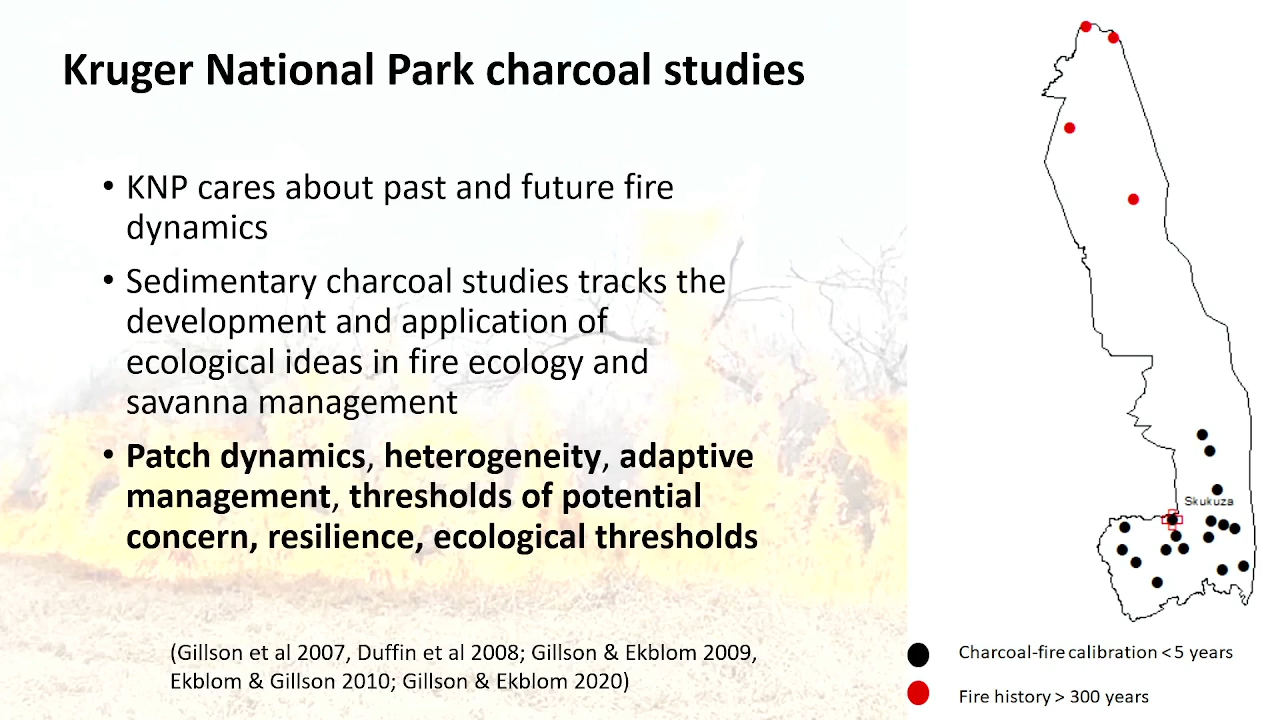 Kruger National Park charcoal studies
• KNP cares about past and future fire
dynamics
• Sedimentary charcoal studies tracks the
development and application of
ecological ideas in fire ecology and
savanna management
• Patch dynamics, heterogeneity, adaptive
management, thresholds of potential
concern, resilience, ecological thresholds
(Gillson et al 2007, Duffin et al 2008; Gillson & Ekblom 2009,
Ekblom & Gillson 2010; Gillson & Ekblom 2020)
Skukuza
Charcoal-fire calibration < 5 years
Fire history > 300 years